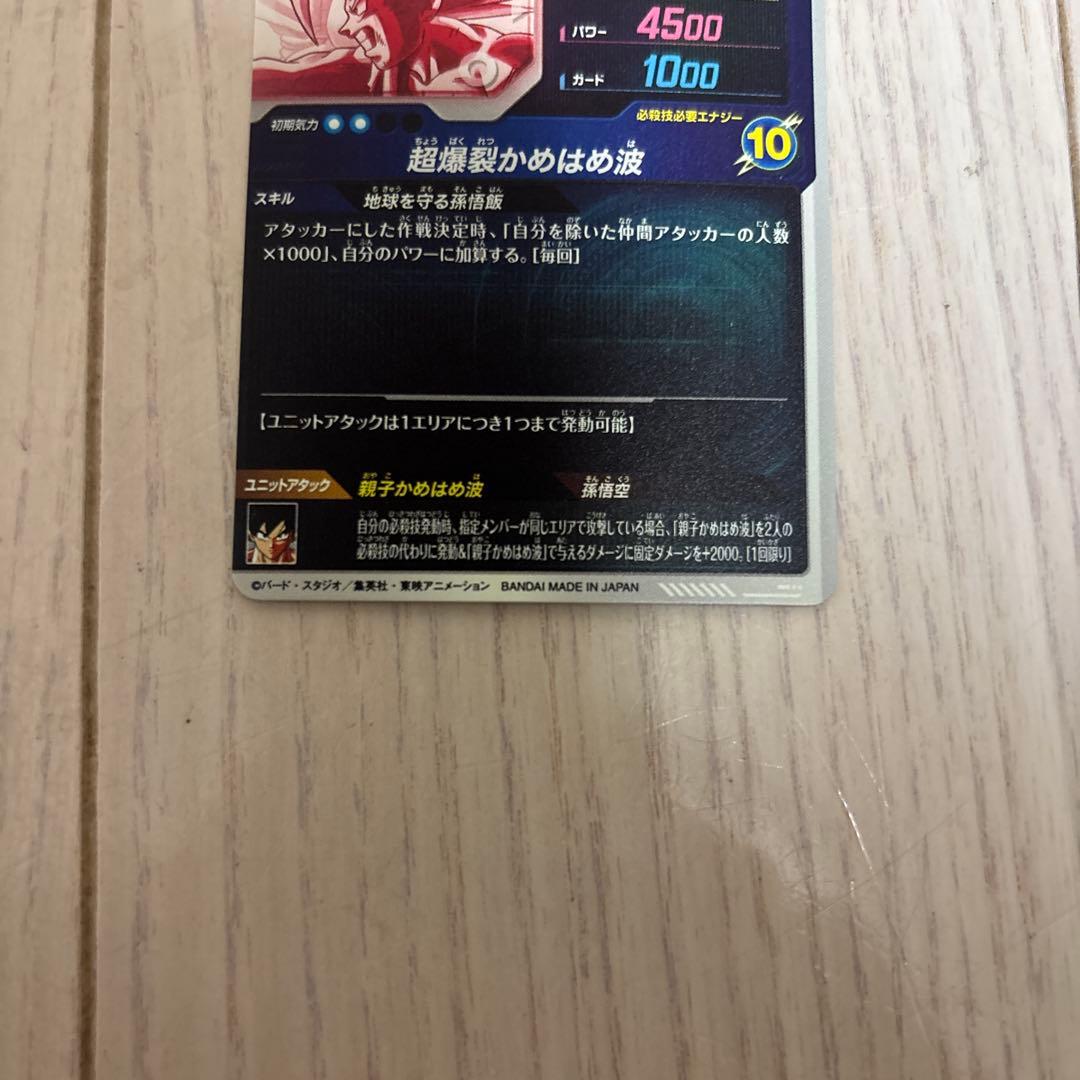 パワー 4500
ガード 1000
初期気力
必殺技必要エナジー
10
超爆裂かめはめ波
スキル 地球を守る孫悟飯
アタッカーにした作戦決定時、「自分を除いた仲間アタッカーの人数
×1000」、自分のパワーに加算する。[毎回]
【ユニットアタックは1エリアにつき1つまで発動可能】
ユニットアタック 親子かめはめ波 孫悟空
自分の必殺技発動時、指定メンバーが同じエリアで攻撃している場合、「親子かめはめ波」を2人の
必殺技の代わりに発動&「親子かめはめ波」で与えるダメージに固定ダメージを+2000。[1回限り]
©バード・スタジオ/集英社・東映アニメーション BANDAI MADE IN JAPAN